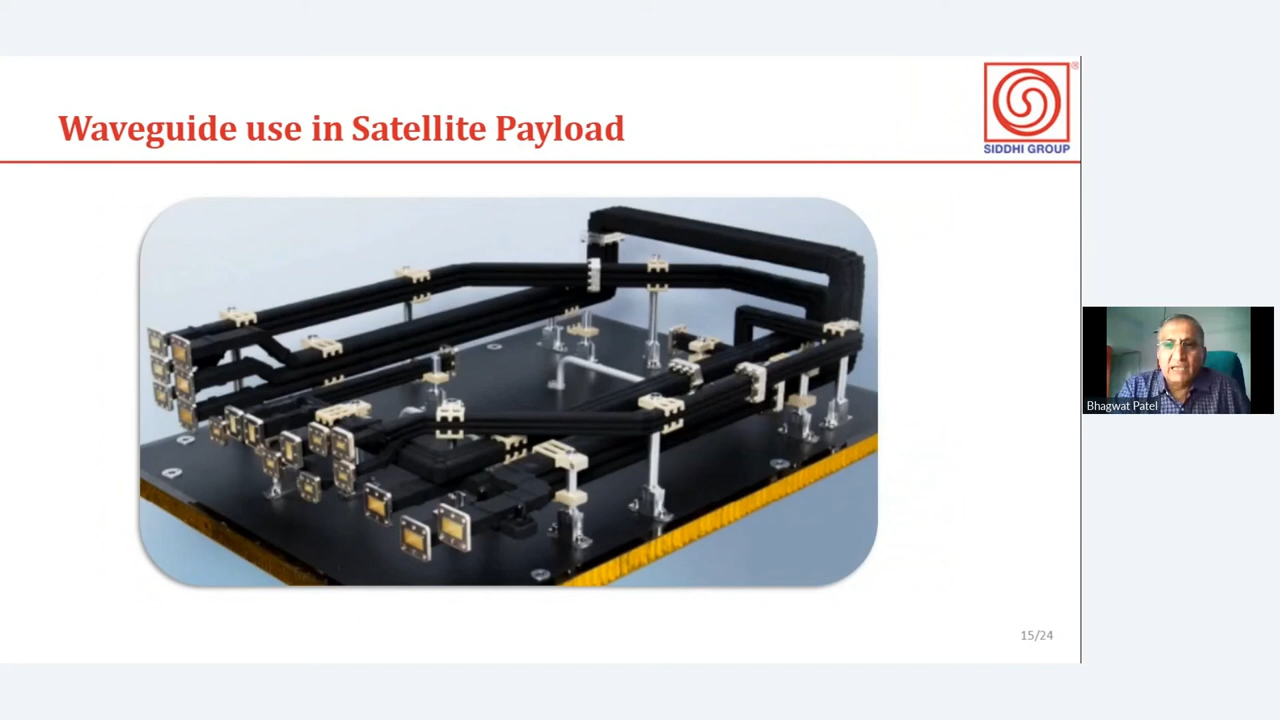 Waveguide use in Satellite Payload
®
SIDDHI GROUP
Bhagwat Patel
15/24